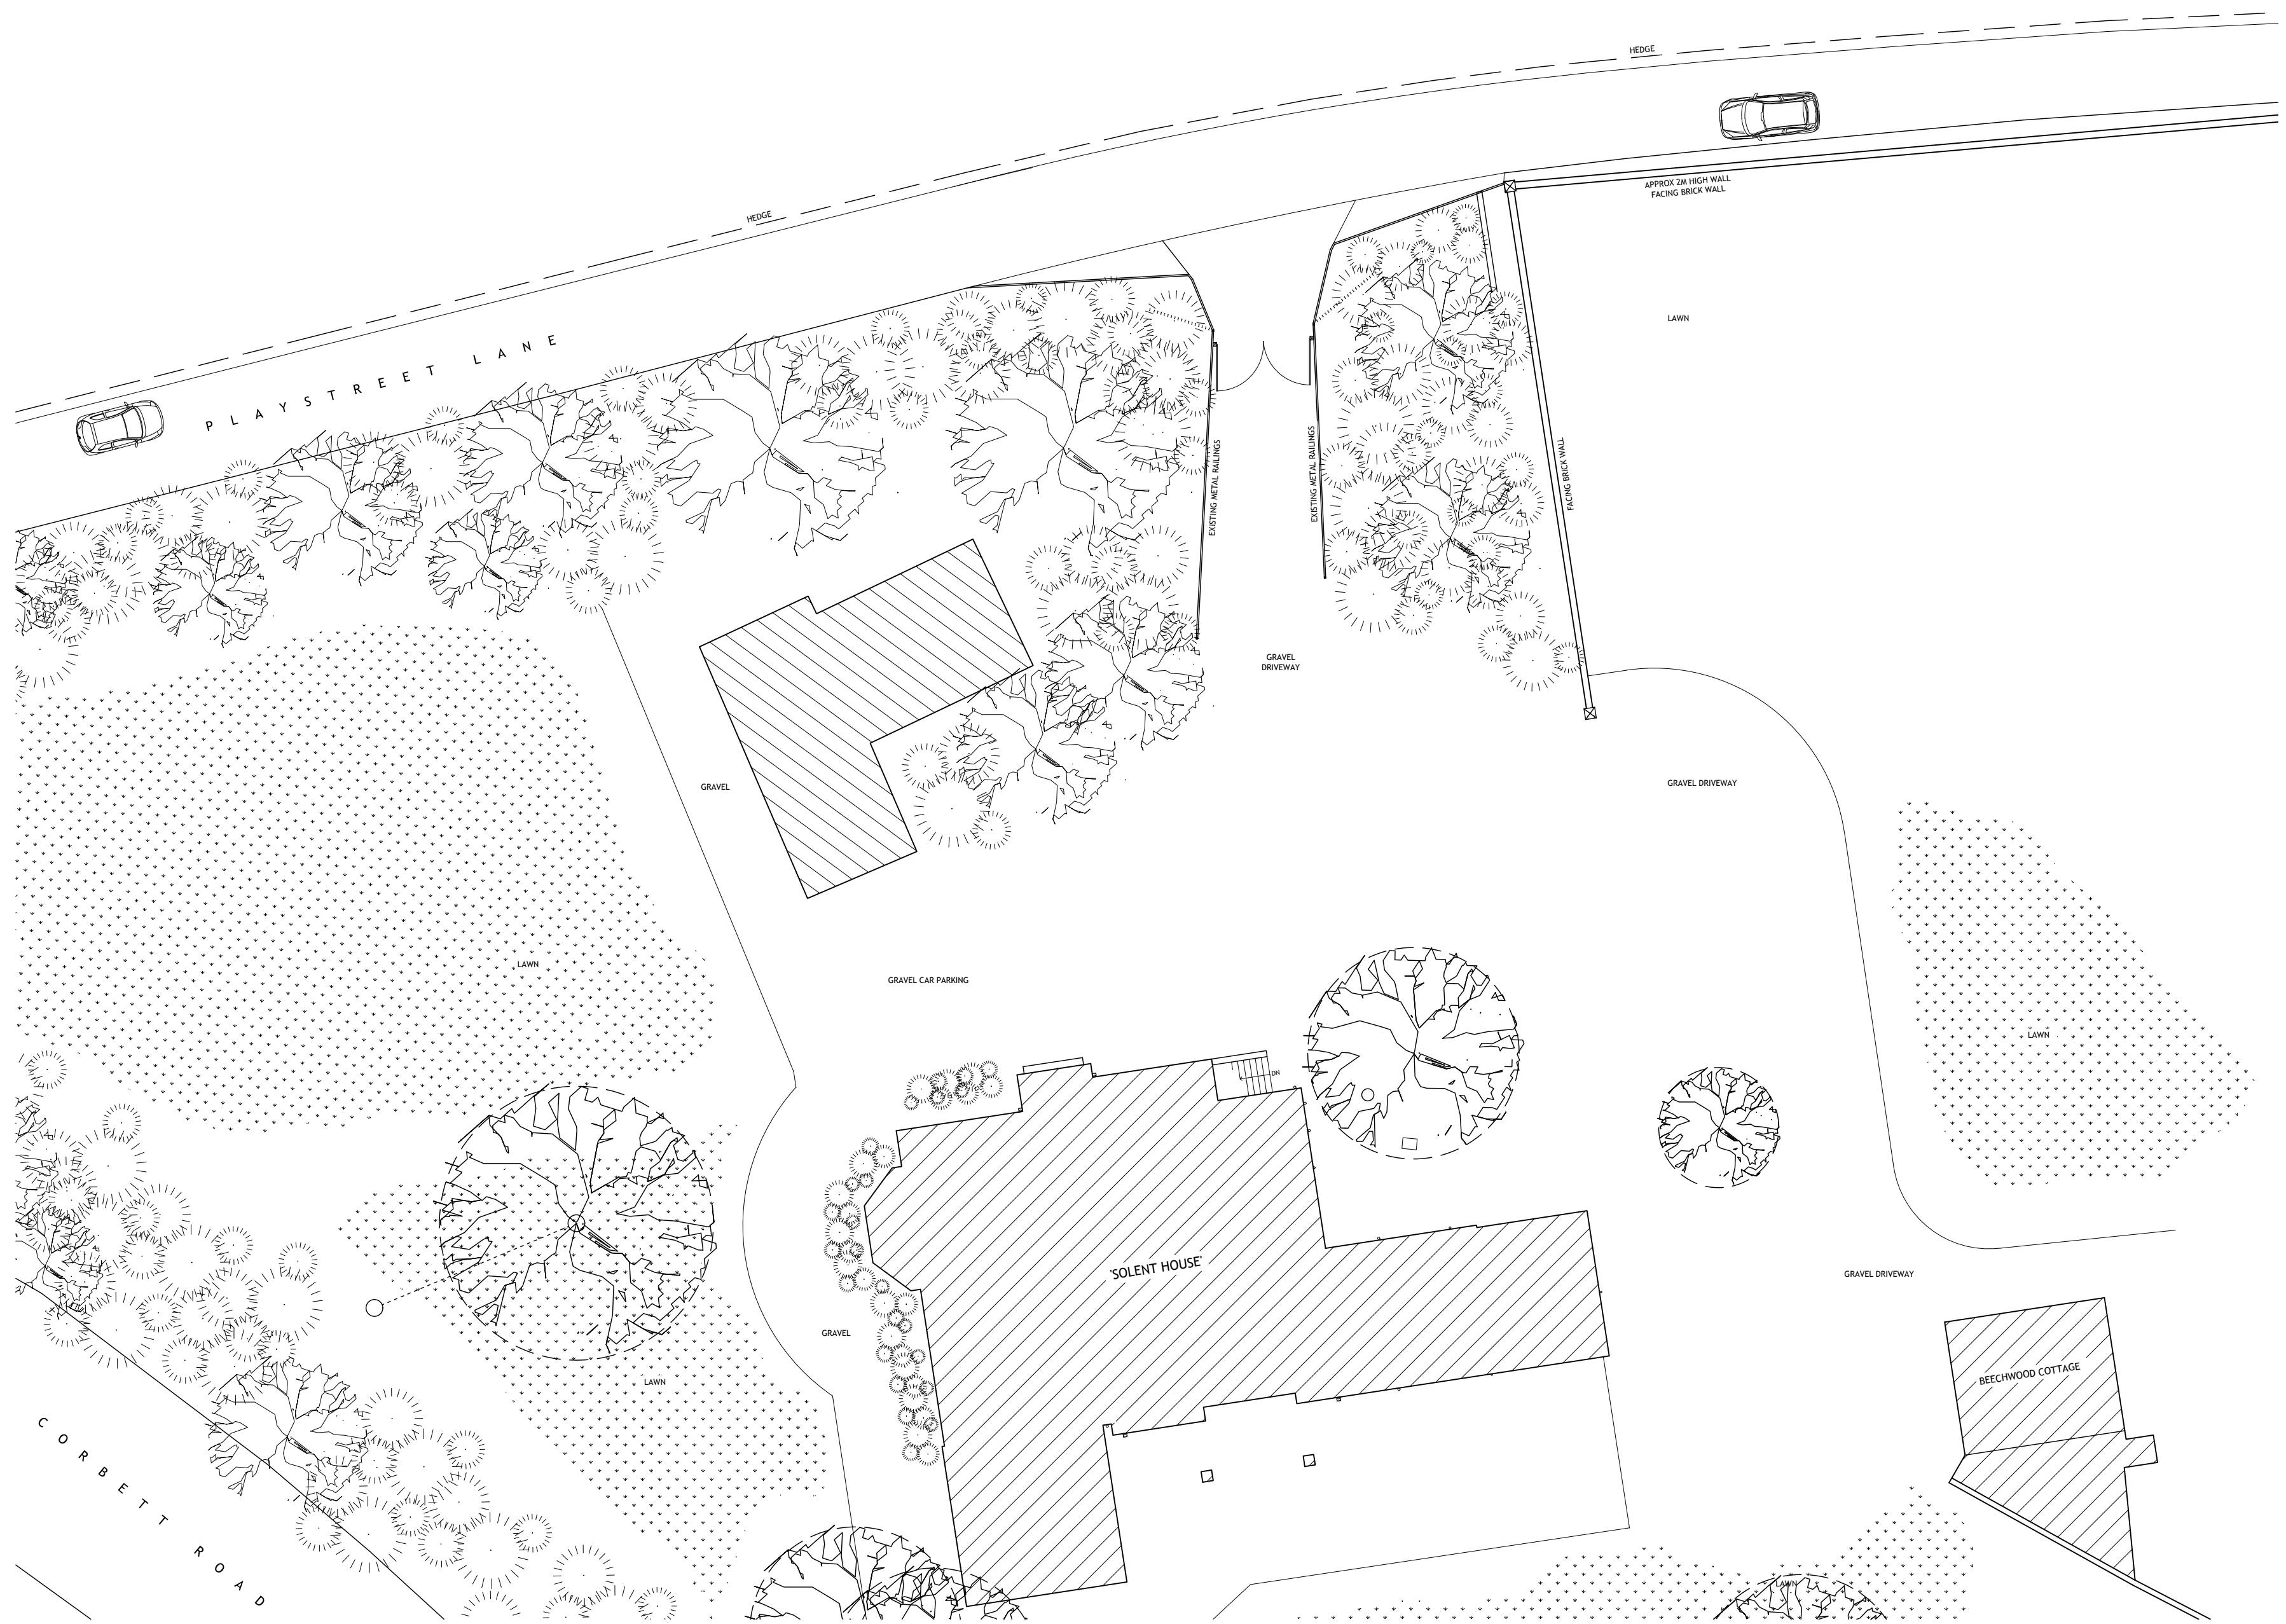 HEDGE
APPROX 2M HIGH WALL
FACING BRICK WALL
HEDGE
LAWN
PLAYSTREET LANE
EXISTING METAL RAILINGS
EXISTING METAL RAILINGS
FACING BRICK WALL
GRAVEL
DRIVEWAY
GRAVEL
GRAVEL DRIVEWAY
LAWN
GRAVEL CAR PARKING
LAWN
DN
'SOLENT HOUSE'
GRAVEL DRIVEWAY
GRAVEL
LAWN
BEECHWOOD COTTAGE
CORBETT ROAD
LAWN